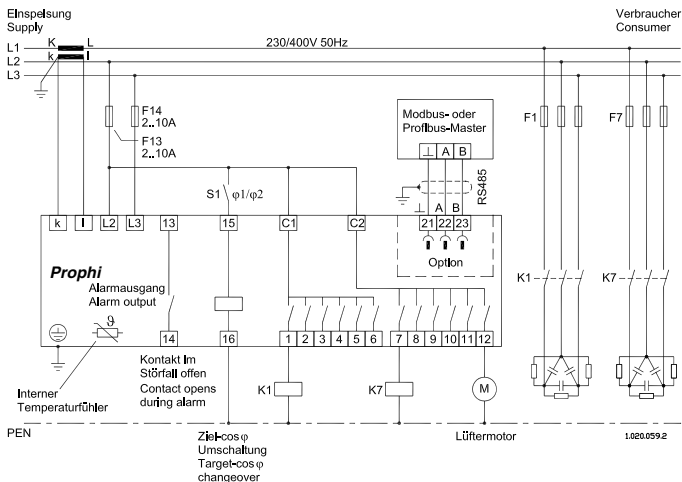 Einspeisung
Supply
Verbraucher
Consumer
K L
L1
230/400V 50Hz
k l
L2
L3
F14
2..10A
F13
2..10A
Modbus- oder
Profibus-Master
⊥ A B
F1
F7
RS485
S1 φ1/φ2
⊥ A B
k l L2 L3 13 15 C1 C2 21 22 23
Option
Prophi
Alarmausgang
Alarm output
ϑ
K1
K7
14 16 1 2 3 4 5 6 7 8 9 10 11 12
Kontakt im
Störfall offen
Contact opens
during alarm
K1
K7
M
Interner
Temperaturfühler
PEN
Ziel-cos φ
Umschaltung
Target-cos φ
changeover
Lüftermotor
1.020.059.2